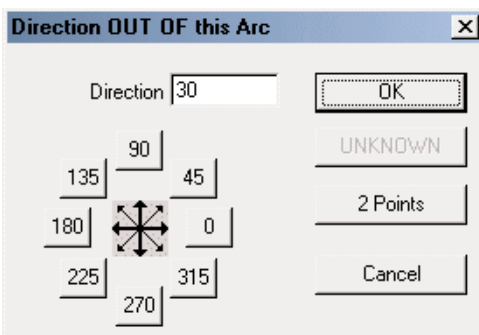 Direction OUT OF this Arc
Direction 30
OK
90
UNKNOWN
135
45
2 Points
180
0
225
315
Cancel
270